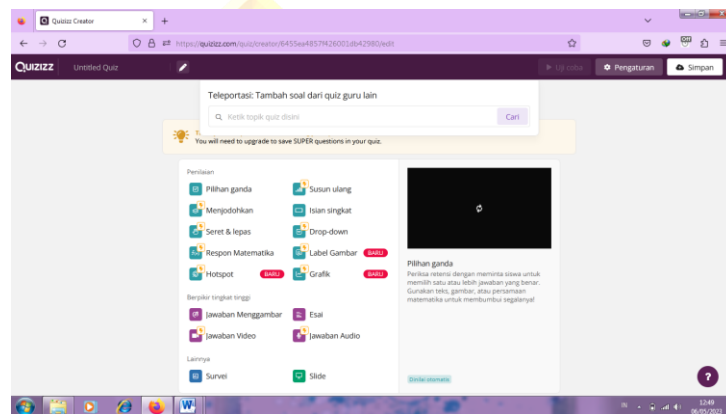 Quizizz Creator
https://quizizz.com/quiz/creator/6455ea4857f426001db42980/edit
QUIZIZZ
Untitled Quiz
Uji coba
Pengaturan
Simpan
Teleportasi: Tambah soal dari quiz guru lain
Ketik topik quiz disini
Cari
You will need to upgrade to save SUPER questions in your quiz.
Penilaian
Pilihan ganda
Susun ulang
Menjodohkan
Isian singkat
Seret & lepas
Drop-down
Respon Matematika
Label Gambar BARU
Hotspot BARU
Grafik BARU
Berpikir tingkat tinggi
Jawaban Menggambar
Esai
Jawaban Video
Jawaban Audio
Lainnya
Survei
Slide
Pilihan ganda
Periksa retensi dengan meminta siswa untuk
memilih satu atau lebih jawaban yang benar.
Gunakan teks, gambar, atau persamaan
matematika untuk membumbui segalanya!
Dinilai otomatis
?
12:49